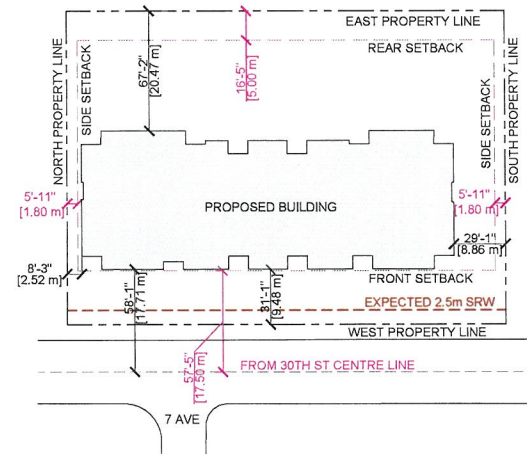 EAST PROPERTY LINE
REAR SETBACK
67'-2"
[20.47 m]
16'-5"
[5.00 m]
NORTH PROPERTY LINE
SIDE SETBACK
SIDE SETBACK
SOUTH PROPERTY LINE
5'-11"
[1.80 m]
PROPOSED BUILDING
5'-11"
[1.80 m]
29'-1"
[8.86 m]
8'-3"
[2.52 m]
58'-1"
[17.71 m]
31'-1"
[9.48 m]
FRONT SETBACK
EXPECTED 2.5m SRW
WEST PROPERTY LINE
57'-5"
[17.50 m]
FROM 30TH ST CENTRE LINE
7 AVE